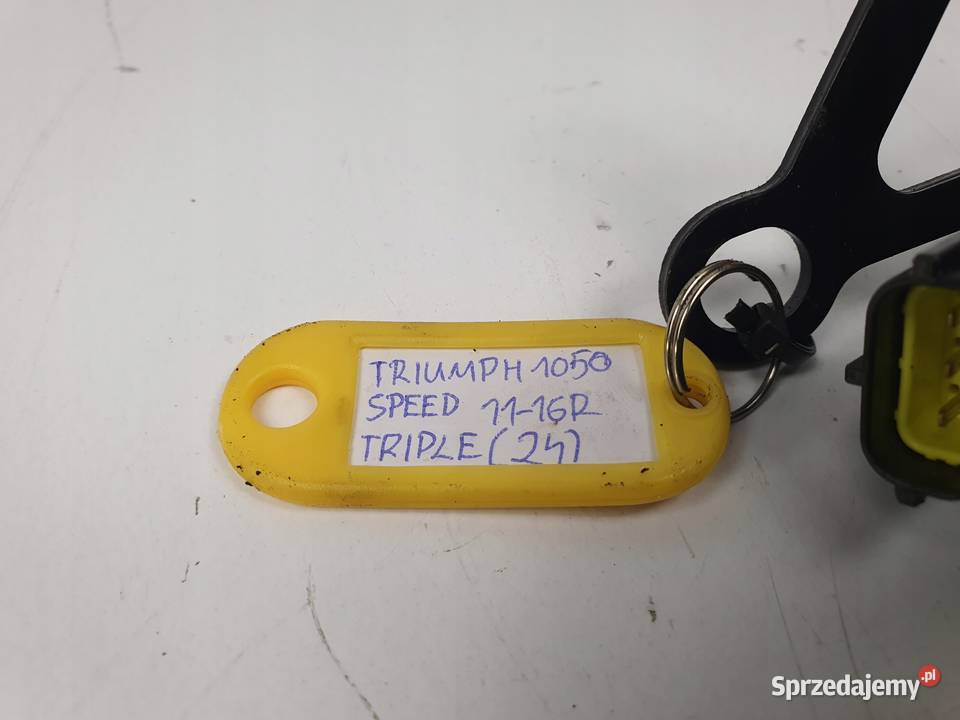 TRIUMPH 1050
SPEED 11-16R
TRIPLE (24)
Sprzedajemy.pl